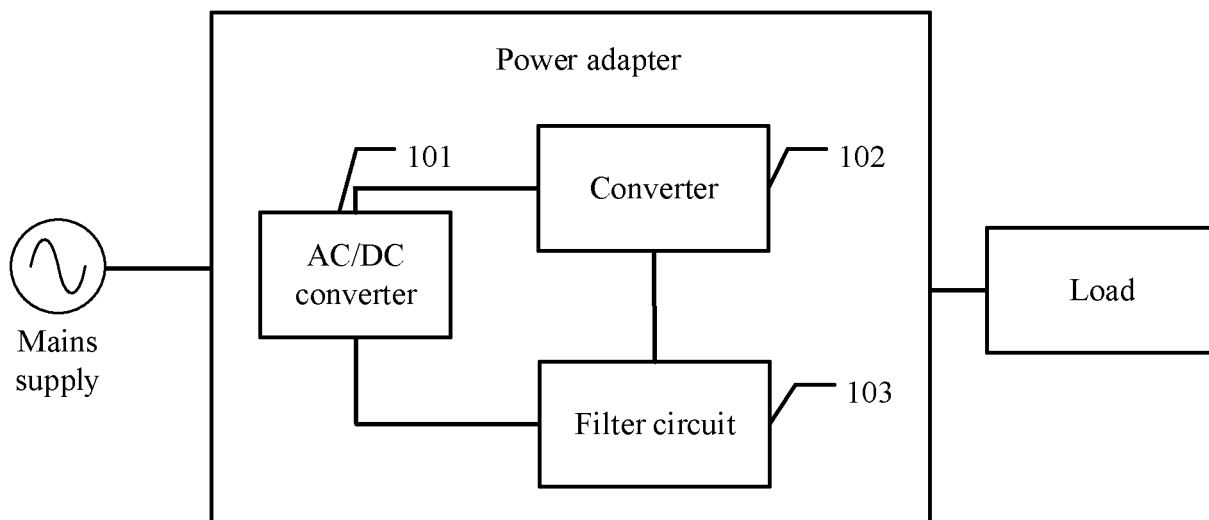 Power adapter
101
Converter
102
AC/DC
converter
Mains
supply
Load
Filter circuit
103